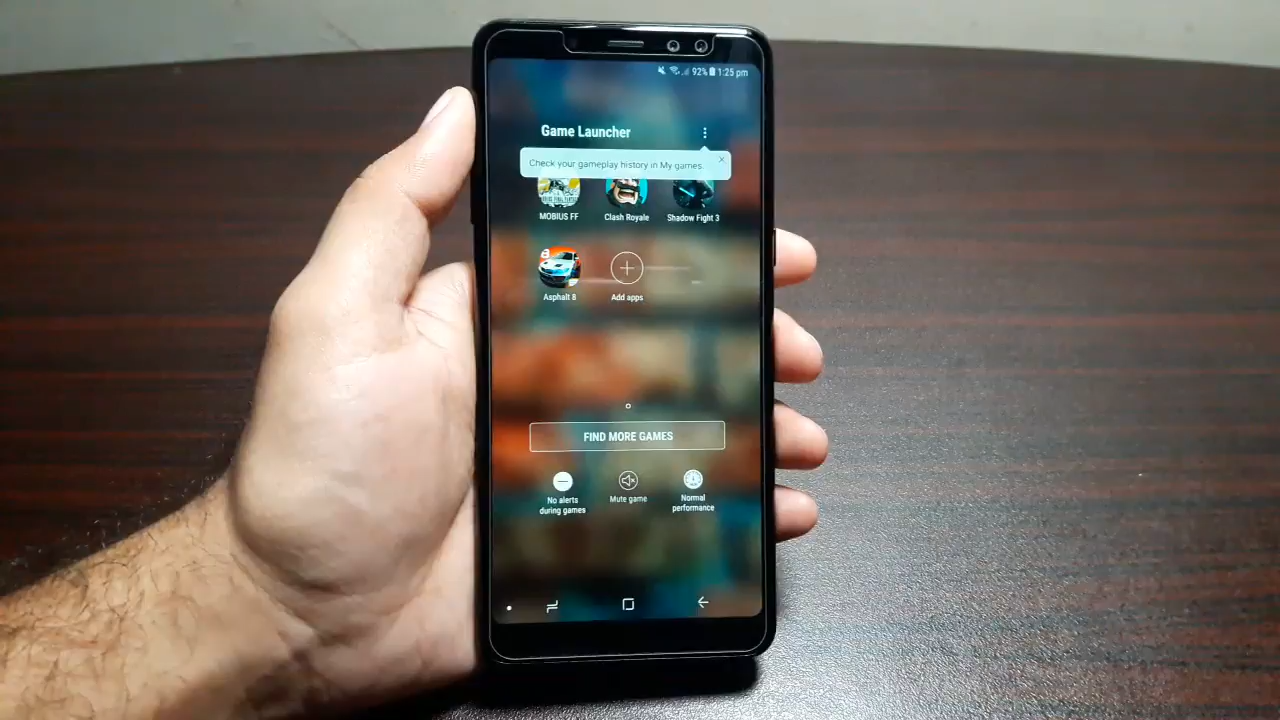 92% 1:25 pm
Game Launcher
Check your gameplay history in My games.
MOBIUS FF
Clash Royale
Shadow Fight 3
Asphalt 8
Add apps
FIND MORE GAMES
No alerts
during games
Mute game
Normal
performance